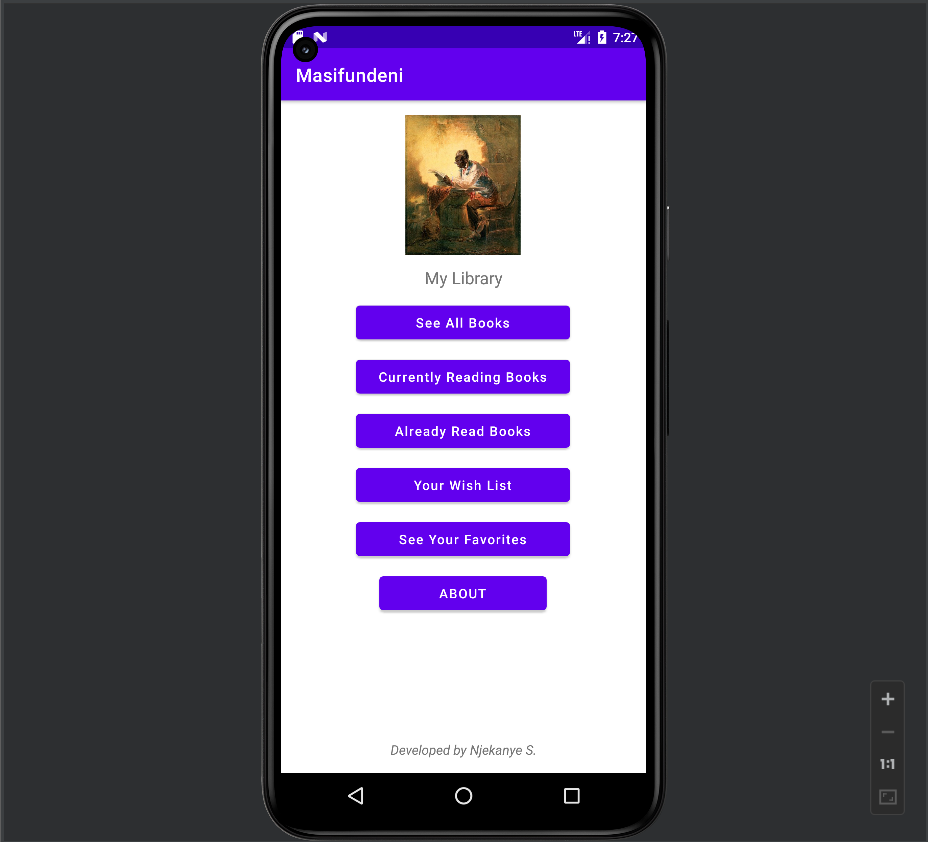 LTE 7:27
Masifundeni
My Library
See All Books
Currently Reading Books
Already Read Books
Your Wish List
See Your Favorites
ABOUT
Developed by Njekanye S.
1:1